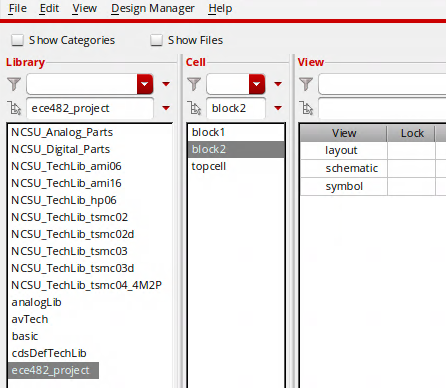 File Edit View Design Manager Help
Show Categories Show Files
Library Cell View
ece482_project block2
NCSU_Analog_Parts
NCSU_Digital_Parts
NCSU_TechLib_ami06
NCSU_TechLib_ami16
NCSU_TechLib_hp06
NCSU_TechLib_tsmc02
NCSU_TechLib_tsmc02d
NCSU_TechLib_tsmc03
NCSU_TechLib_tsmc03d
NCSU_TechLib_tsmc04_4M2P
analogLib
avTech
basic
cdsDefTechLib
ece482_project
block1
block2
topcell
View Lock
layout
schematic
symbol